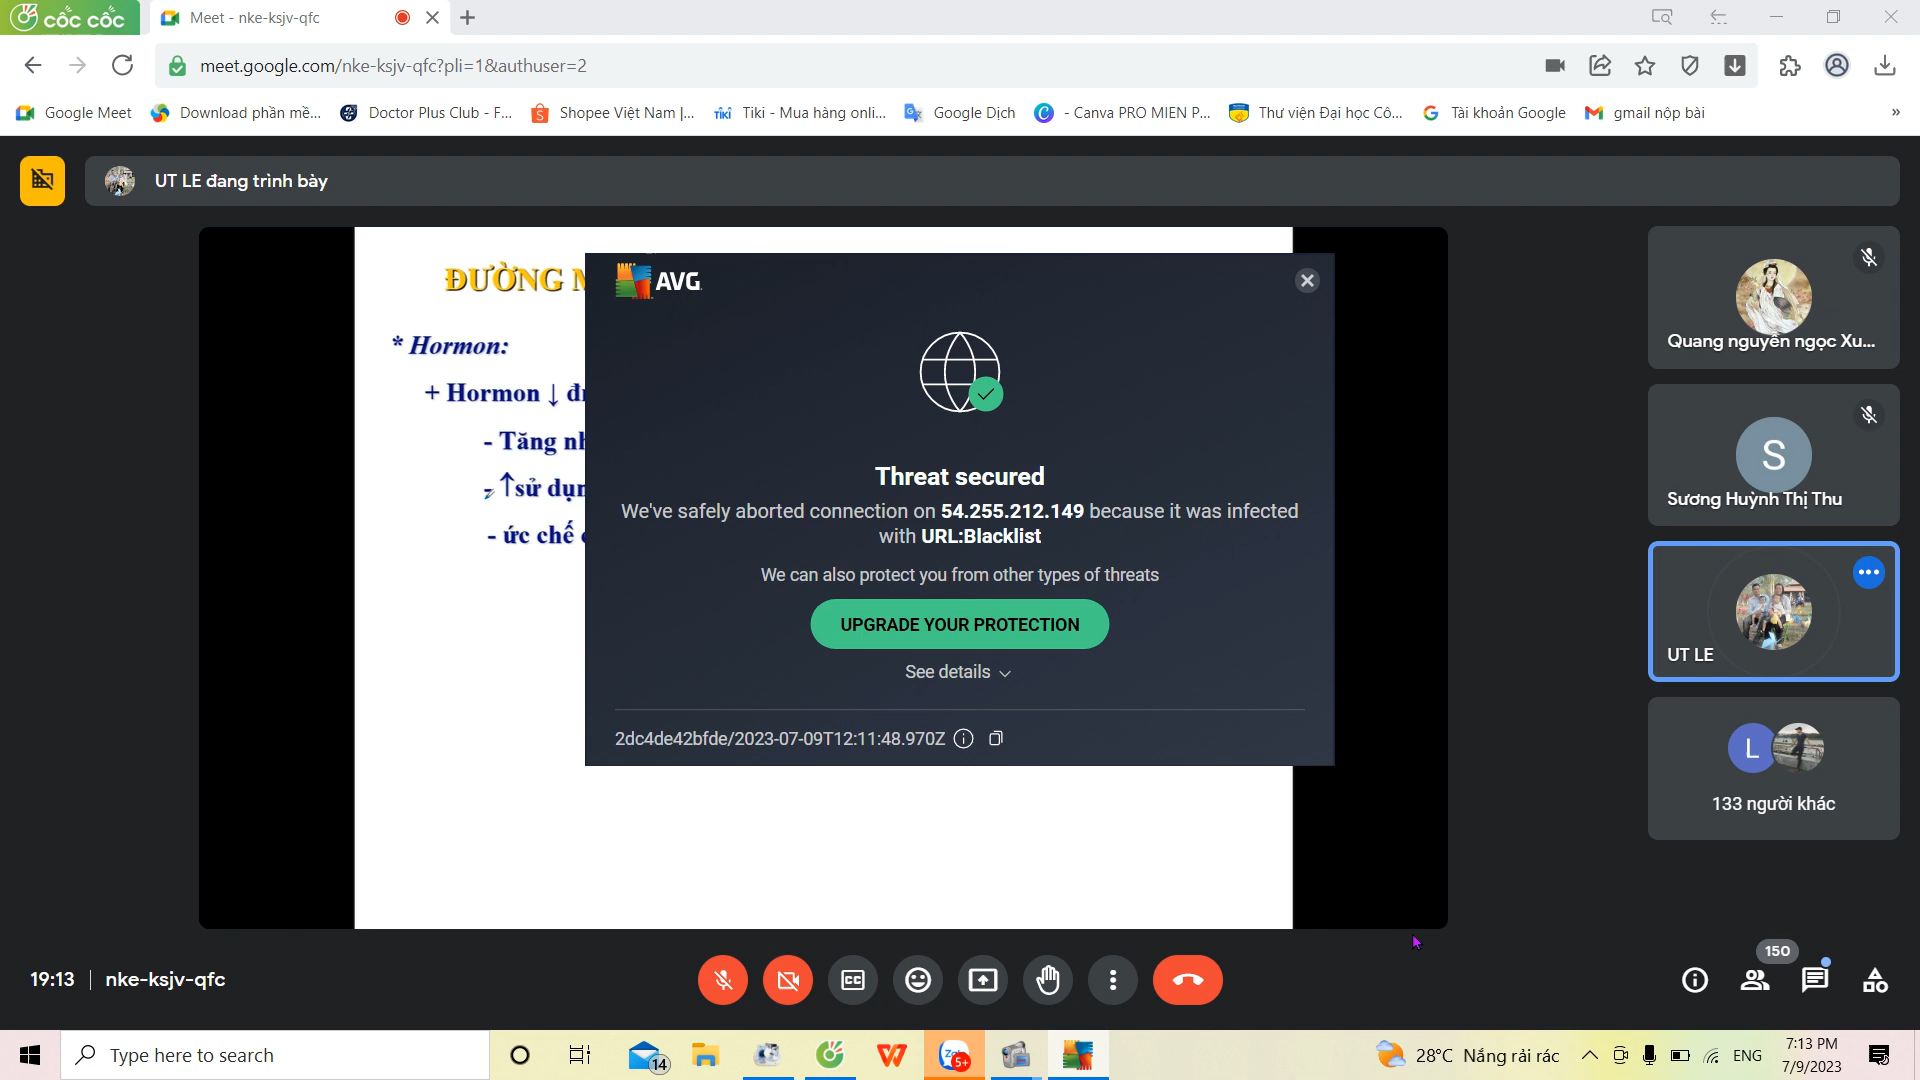 cốc cốc
Meet - nke-ksjv-qfc
meet.google.com/nke-ksjv-qfc?pli=1&authuser=2
Google Meet
Download phần mề...
Doctor Plus Club - F...
Shopee Việt Nam |...
TIKI Tiki - Mua hàng onli...
Google Dịch
- Canva PRO MIEN P...
Thư viện Đại học Cô...
Tài khoản Google
gmail nộp bài
»
UT LE đang trình bày
ĐƯỜNG
* Hormon:
+ Hormon ↓
- Tăng
- ↑sử
- ức chế
AVG
Threat secured
We've safely aborted connection on 54.255.212.149 because it was infected
with URL:Blacklist
We can also protect you from other types of threats
UPGRADE YOUR PROTECTION
See details
2dc4de42bfde/2023-07-09T12:11:48.970Z
Quang nguyễn ngọc Xu...
S
Sương Huỳnh Thị Thu
UT LE
L
133 người khác
19:13 | nke-ksjv-qfc
CC
150
Type here to search
14
5+
28°C Nắng rải rác
ENG
7:13 PM
7/9/2023